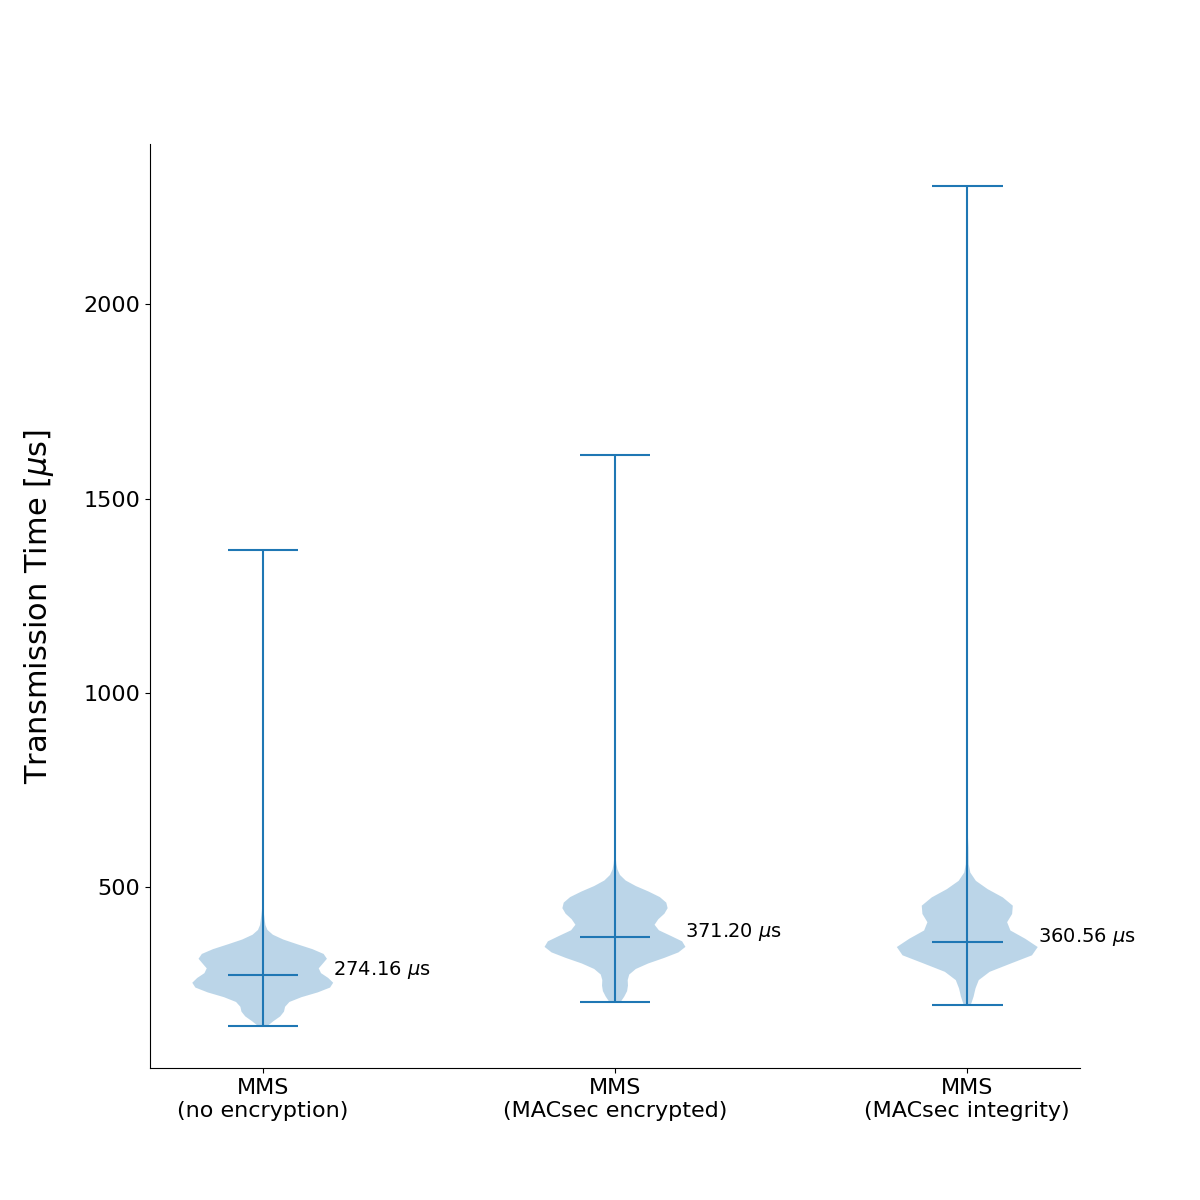 Transmission Time [μs]
2000
1500
1000
500
274.16 μs
371.20 μs
360.56 μs
MMS
(no encryption)
MMS
(MACsec encrypted)
MMS
(MACsec integrity)